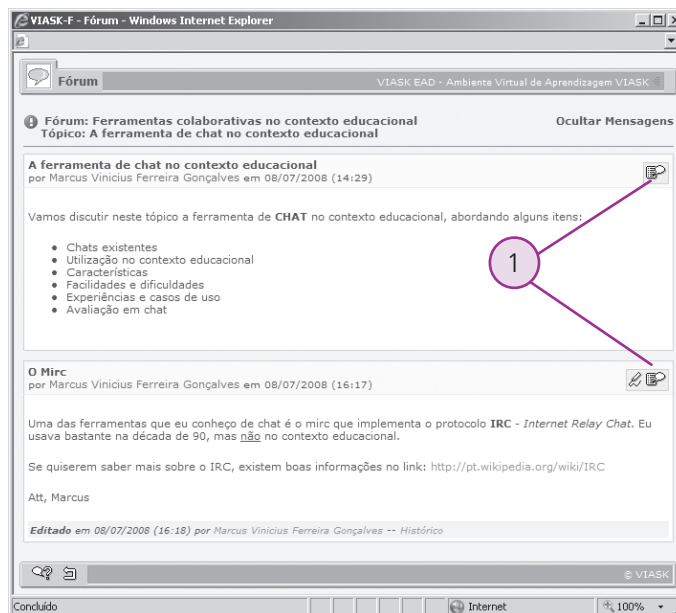 VIASK-F - Fórum - Windows Internet Explorer
Fórum
VIASK EAD - Ambiente Virtual de Aprendizagem VIASK
Fórum: Ferramentas colaborativas no contexto educacional
Ocultar Mensagens
Tópico: A ferramenta de chat no contexto educacional
A ferramenta de chat no contexto educacional
por Marcus Vinicius Ferreira Gonçalves em 08/07/2008 (14:29)
Vamos discutir neste tópico a ferramenta de CHAT no contexto educacional, abordando alguns itens:
• Chats existentes
• Utilização no contexto educacional
• Características
• Facilidades e dificuldades
• Experiências e casos de uso
• Avaliação em chat
1
O Mirc
por Marcus Vinicius Ferreira Gonçalves em 08/07/2008 (16:17)
Uma das ferramentas que eu conheço de chat é o mirc que implementa o protocolo IRC - Internet Relay Chat. Eu
usava bastante na década de 90, mas não no contexto educacional.
Se quiserem saber mais sobre o IRC, existem boas informações no link: http://pt.wikipedia.org/wiki/IRC
Att, Marcus
Editado em 08/07/2008 (16:18) por Marcus Vinicius Ferreira Gonçalves -- Histórico
© VIASK
Concluído
Internet
100%